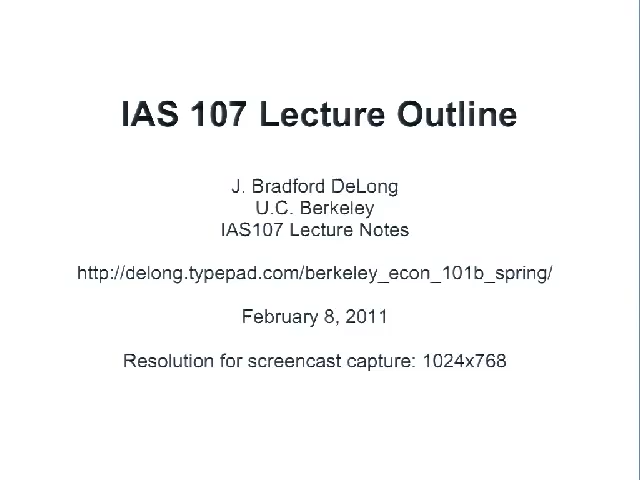 IAS 107 Lecture Outline
J. Bradford DeLong
U.C. Berkeley
IAS107 Lecture Notes
http://delong.typepad.com/berkeley_econ_101b_spring/
February 8, 2011
Resolution for screencast capture: 1024x768